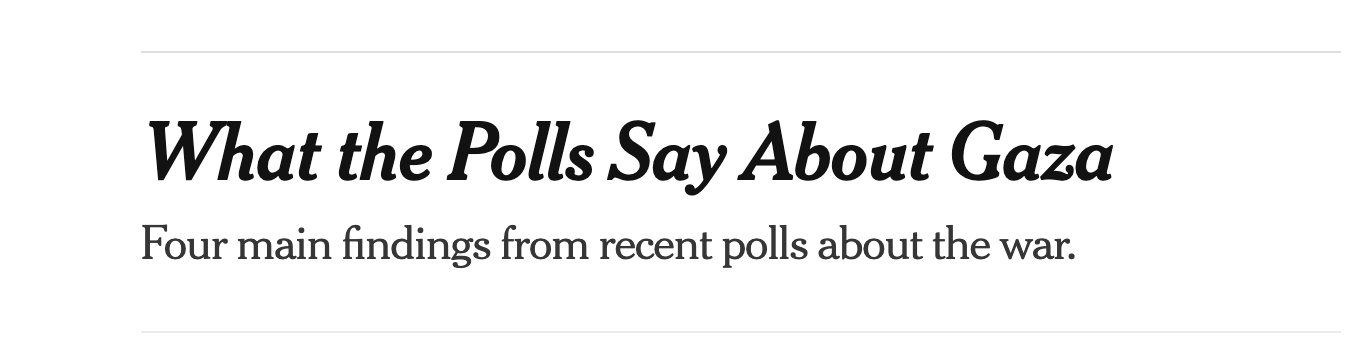 What the Polls Say About Gaza
Four main findings from recent polls about the war.